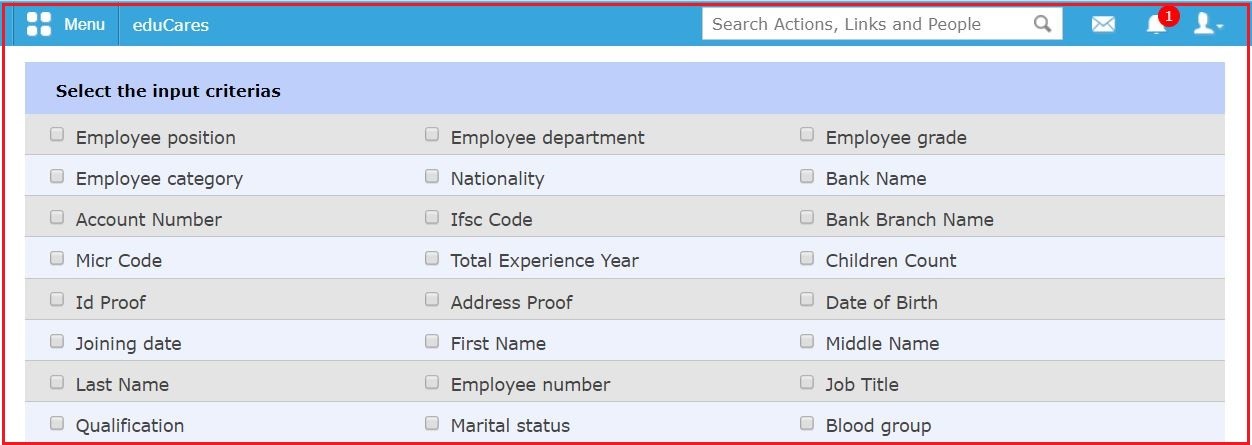 Menu eduCares Search Actions, Links and People 1
Select the input criterias
Employee position Employee department Employee grade
Employee category Nationality Bank Name
Account Number Ifsc Code Bank Branch Name
Micr Code Total Experience Year Children Count
Id Proof Address Proof Date of Birth
Joining date First Name Middle Name
Last Name Employee number Job Title
Qualification Marital status Blood group